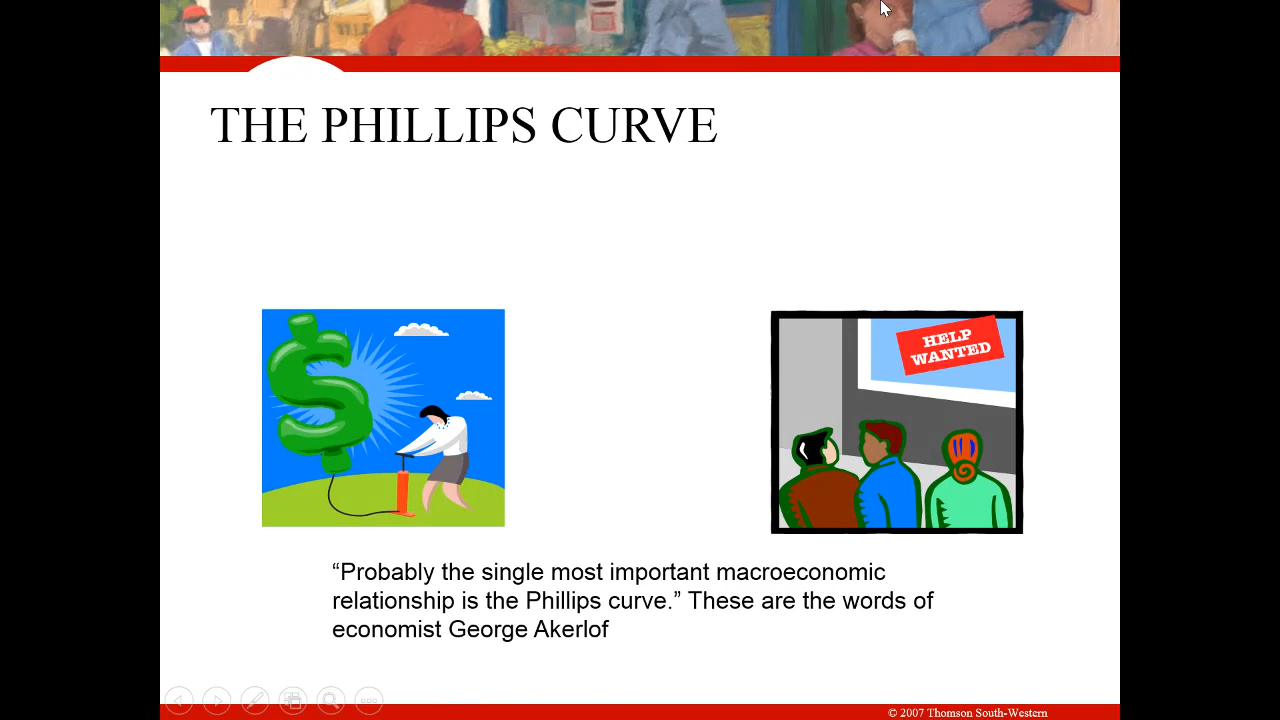 THE PHILLIPS CURVE
HELP
WANTED
“Probably the single most important macroeconomic
relationship is the Phillips curve.” These are the words of
economist George Akerlof
© 2007 Thomson South-Western